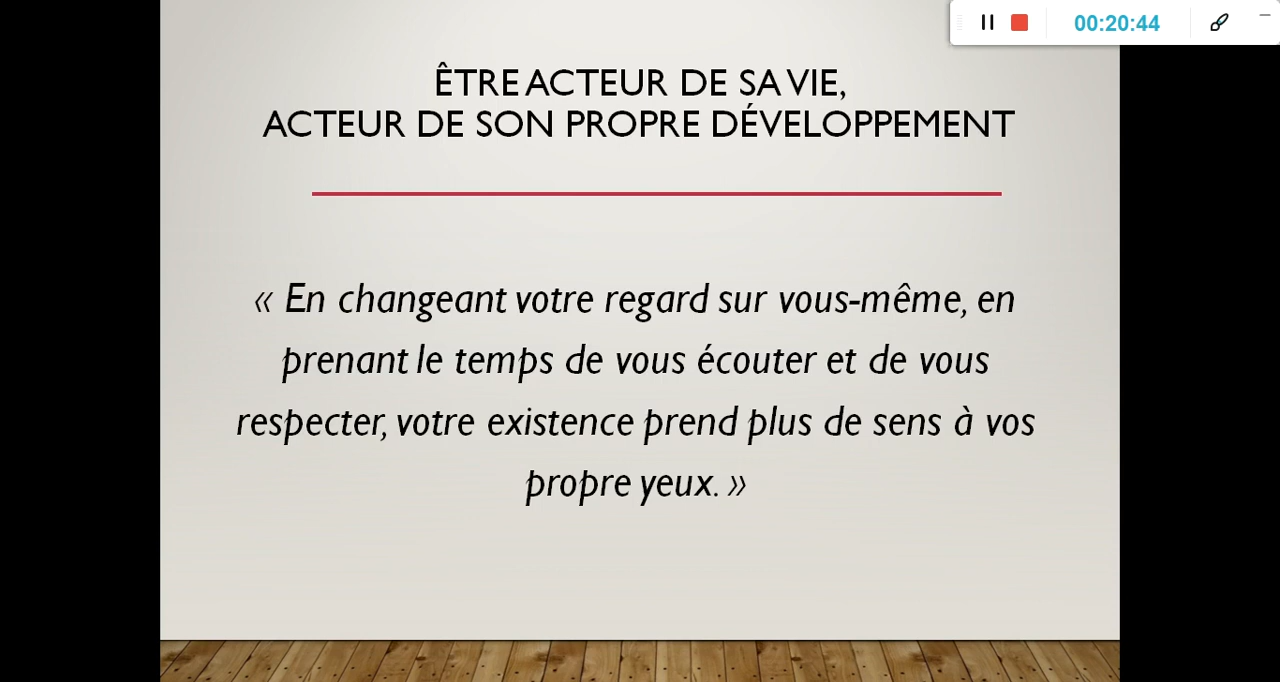 00:20:44
ÊTRE ACTEUR DE SA VIE,
ACTEUR DE SON PROPRE DÉVELOPPEMENT
« En changeant votre regard sur vous-même, en
prenant le temps de vous écouter et de vous
respecter, votre existence prend plus de sens à vos
propre yeux. »